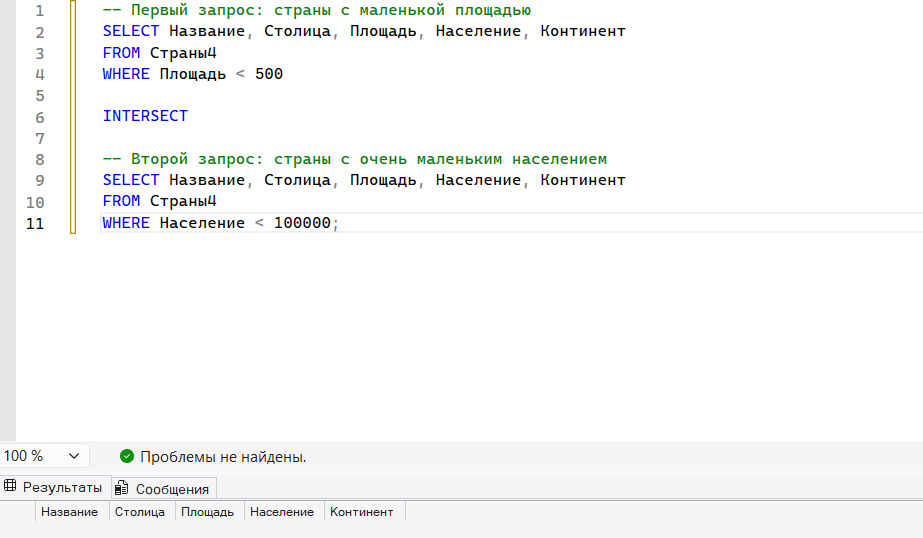 1 -- Первый запрос: страны с маленькой площадью
2 SELECT Название, Столица, Площадь, Население, Континент
3 FROM Страны4
4 WHERE Площадь < 500
5
6 INTERSECT
7
8 -- Второй запрос: страны с очень маленьким населением
9 SELECT Название, Столица, Площадь, Население, Континент
10 FROM Страны4
11 WHERE Население < 100000;
100 % Проблемы не найдены.
Результаты Сообщения
Название Столица Площадь Население Континент